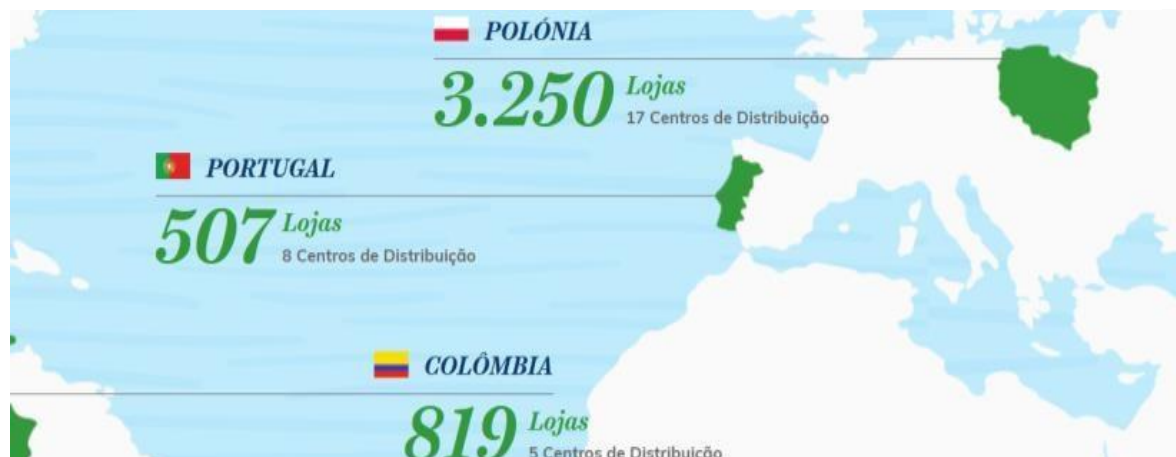 POLÓNIA
3.250 Lojas
17 Centros de Distribuição
PORTUGAL
507 Lojas
8 Centros de Distribuição
COLÔMBIA
819 Lojas
5 Centros de Distribuição